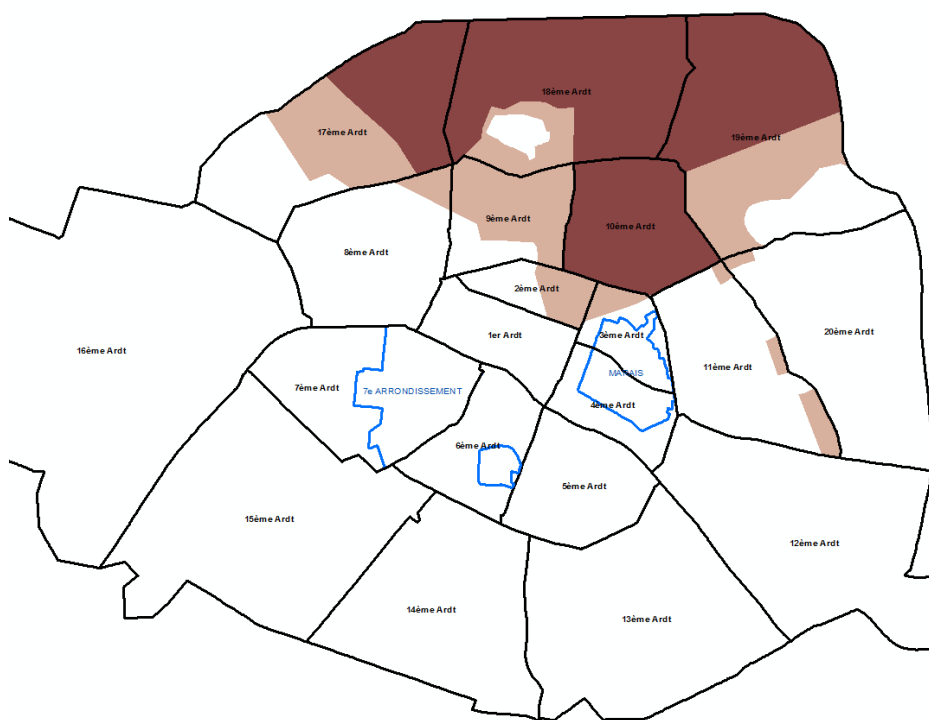 18ème Ardt
17ème Ardt
19ème Ardt
9ème Ardt
10ème Ardt
8ème Ardt
2ème Ardt
1er Ardt
3ème Ardt
20ème Ardt
16ème Ardt
7ème Ardt
7e ARRONDISSEMENT
MARAIS
11ème Ardt
4ème Ardt
6ème Ardt
5ème Ardt
15ème Ardt
12ème Ardt
14ème Ardt
13ème Ardt